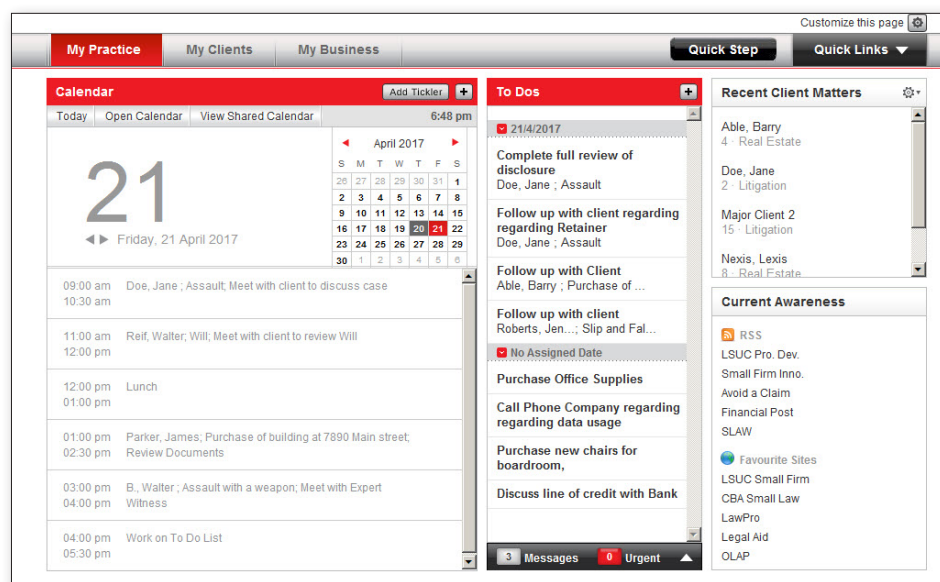 Customize this page
My Practice My Clients My Business Quick Step Quick Links
Calendar Add Tickler +
Today Open Calendar View Shared Calendar 6:48 pm
21
Friday, 21 April 2017
April 2017
S M T W T F S
26 27 28 29 30 31 1
2 3 4 5 6 7 8
9 10 11 12 13 14 15
16 17 18 19 20 21 22
23 24 25 26 27 28 29
30 1 2 3 4 5 6
09:00 am Doe, Jane ; Assault; Meet with client to discuss case
10:30 am
11:00 am Reif, Walter; Will; Meet with client to review Will
12:00 pm
12:00 pm Lunch
01:00 pm
01:00 pm Parker, James; Purchase of building at 7890 Main street;
02:30 pm Review Documents
03:00 pm B., Walter ; Assault with a weapon; Meet with Expert
04:00 pm Witness
04:00 pm Work on To Do List
05:30 pm
To Dos +
21/4/2017
Complete full review of
disclosure
Doe, Jane ; Assault
Follow up with client regarding
regarding Retainer
Doe, Jane ; Assault
Follow up with Client
Able, Barry ; Purchase of ...
Follow up with client
Roberts, Jen...; Slip and Fal...
No Assigned Date
Purchase Office Supplies
Call Phone Company regarding
regarding data usage
Purchase new chairs for
boardroom,
Discuss line of credit with Bank
3 Messages 0 Urgent
Recent Client Matters
Able, Barry
4 · Real Estate
Doe, Jane
2 · Litigation
Major Client 2
15 · Litigation
Nexis, Lexis
8 · Real Estate
Current Awareness
RSS
LSUC Pro. Dev.
Small Firm Inno.
Avoid a Claim
Financial Post
SLAW
Favourite Sites
LSUC Small Firm
CBA Small Law
LawPro
Legal Aid
OLAP